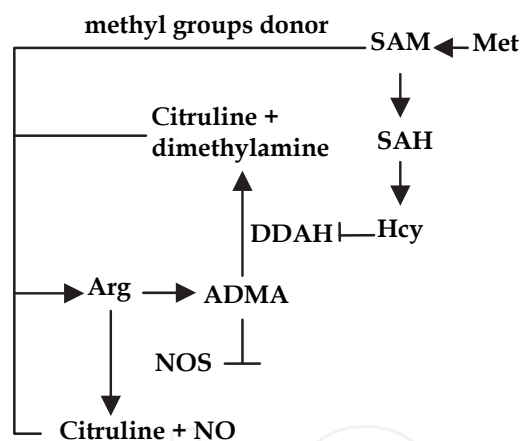 methyl groups donor
SAM
Met
Citruline +
dimethylamine
SAH
DDAH
Hcy
Arg
ADMA
NOS
Citruline + NO